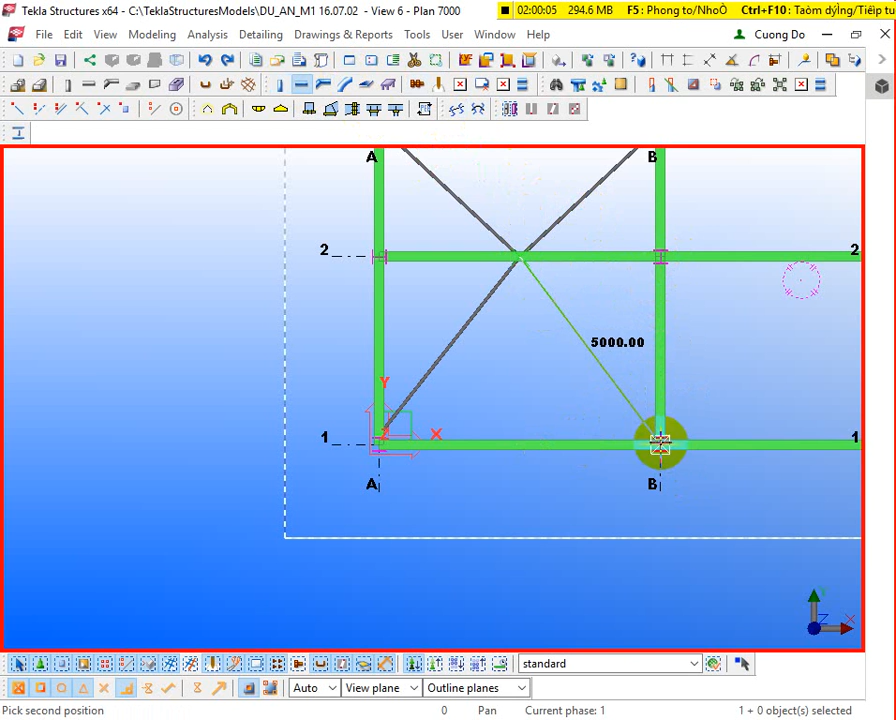 Tekla Structures x64 - C:\TeklaStructuresModels\DU_AN_M1 16.07.02 - View 6 - Plan 7000
02:00:05 294.6 MB F5: Phong to/NhoÒ Ctrl+F10: Taòm dýÌng/Tiêìp tu
File Edit View Modeling Analysis Detailing Drawings & Reports Tools User Window Help Cuong Do
A B
2 2
5000.00
Y
X
1 1
A B
Y
Z X
standard
Auto View plane Outline planes
Pick second position 0 Pan Current phase: 1 1 + 0 object(s) selected